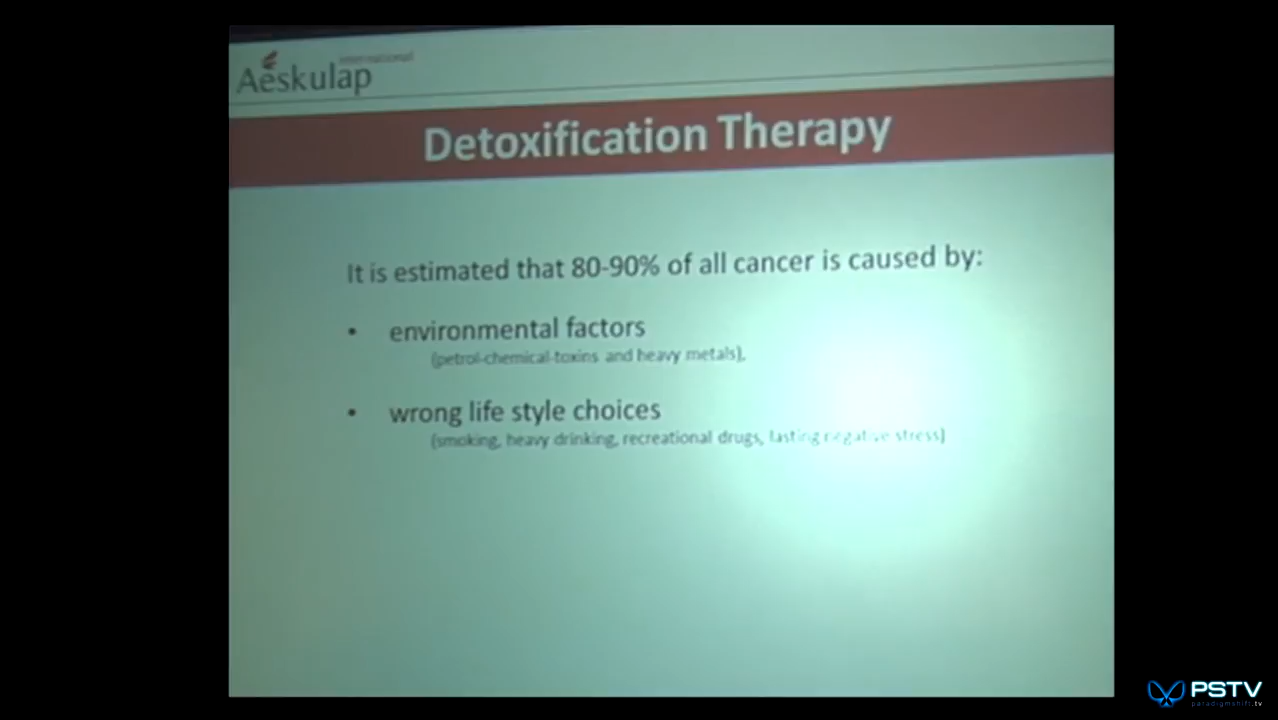 international
Aeskulap
Detoxification Therapy
It is estimated that 80-90% of all cancer is caused by:
• environmental factors
(petrol-chemical-toxins and heavy metals),
• wrong life style choices
(smoking, heavy drinking, recreational drugs, lasting negative stress)
PSTV
paradigmshift.tv